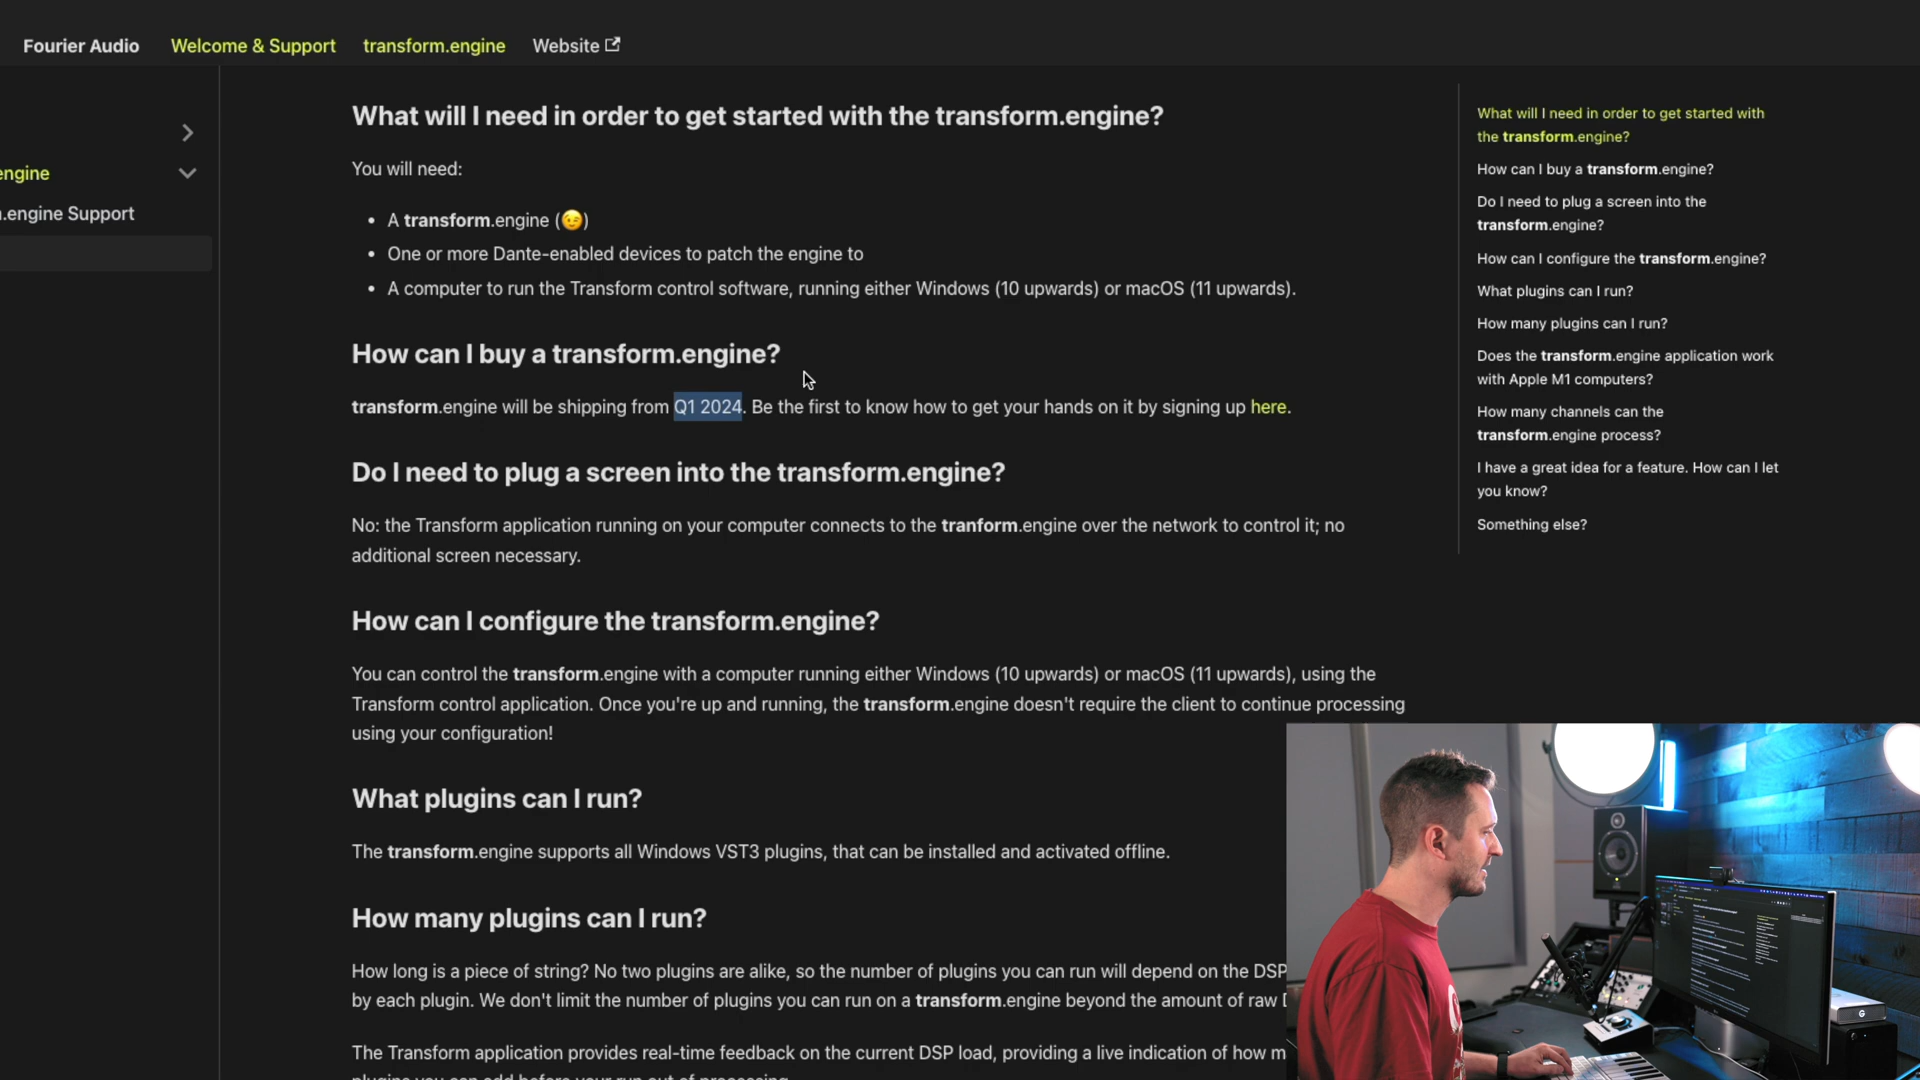 Fourier Audio
Welcome & Support
transform.engine
Website
engine
.engine Support
What will I need in order to get started with the transform.engine?
You will need:
• A transform.engine (😉)
• One or more Dante-enabled devices to patch the engine to
• A computer to run the Transform control software, running either Windows (10 upwards) or macOS (11 upwards).
How can I buy a transform.engine?
transform.engine will be shipping from Q1 2024. Be the first to know how to get your hands on it by signing up here.
Do I need to plug a screen into the transform.engine?
No: the Transform application running on your computer connects to the tranform.engine over the network to control it; no
additional screen necessary.
How can I configure the transform.engine?
You can control the transform.engine with a computer running either Windows (10 upwards) or macOS (11 upwards), using the
Transform control application. Once you're up and running, the transform.engine doesn't require the client to continue processing
using your configuration!
What plugins can I run?
The transform.engine supports all Windows VST3 plugins, that can be installed and activated offline.
How many plugins can I run?
How long is a piece of string? No two plugins are alike, so the number of plugins you can run will depend on the DSP
by each plugin. We don't limit the number of plugins you can run on a transform.engine beyond the amount of raw
The Transform application provides real-time feedback on the current DSP load, providing a live indication of how m
plugins you can add before your run out of processing
What will I need in order to get started with
the transform.engine?
How can I buy a transform.engine?
Do I need to plug a screen into the
transform.engine?
How can I configure the transform.engine?
What plugins can I run?
How many plugins can I run?
Does the transform.engine application work
with Apple M1 computers?
How many channels can the
transform.engine process?
I have a great idea for a feature. How can I let
you know?
Something else?